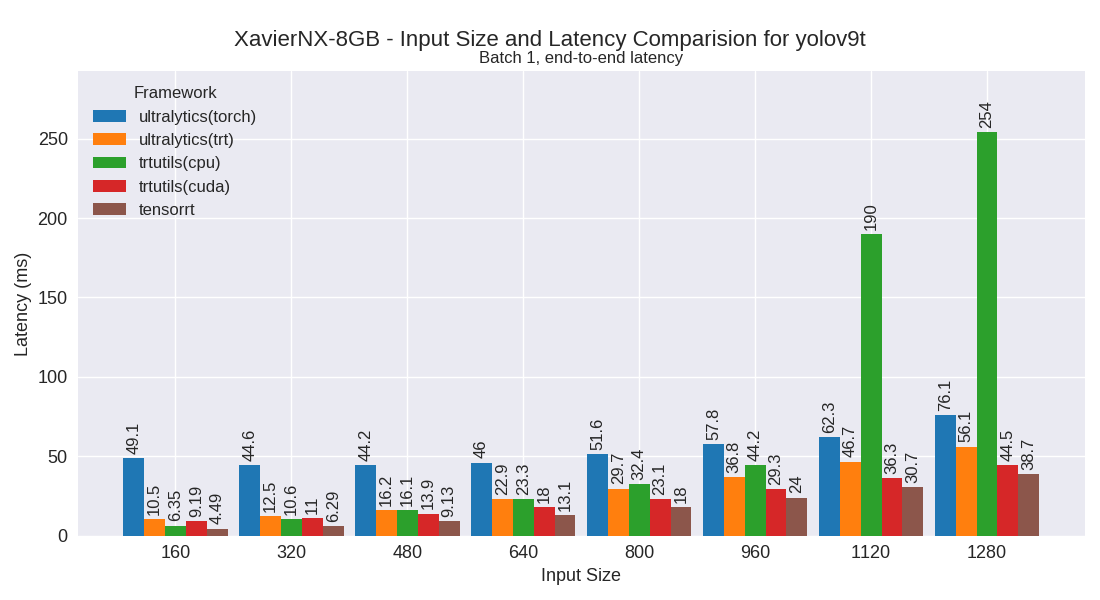 XavierNX-8GB - Input Size and Latency Comparision for yolov9t
Batch 1, end-to-end latency
Framework
ultralytics(torch)
ultralytics(trt)
trtutils(cpu)
trtutils(cuda)
tensorrt
Latency (ms)
250
200
150
100
50
0
49.1 10.5 6.35 9.19 4.49
44.6 12.5 10.6 11 6.29
44.2 16.2 16.1 13.9 9.13
46 22.9 23.3 18 13.1
51.6 29.7 32.4 23.1 18
57.8 36.8 44.2 29.3 24
62.3 46.7 190 36.3 30.7
76.1 56.1 254 44.5 38.7
160 320 480 640 800 960 1120 1280
Input Size